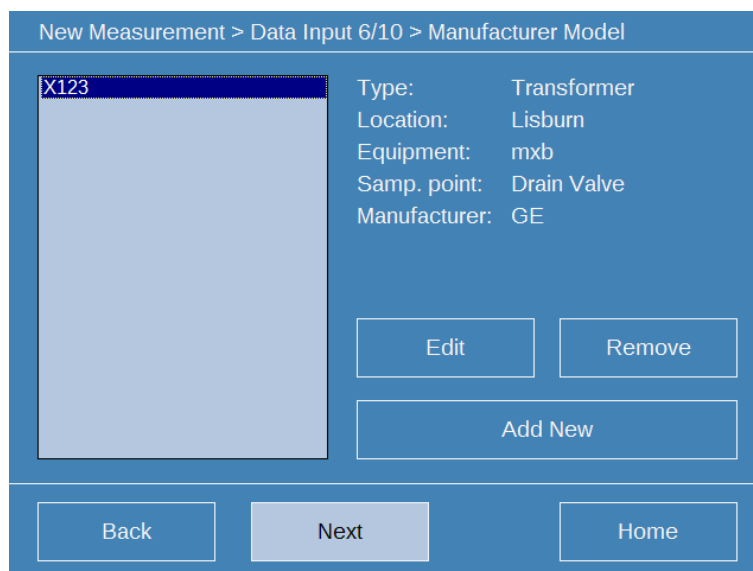 New Measurement > Data Input 6/10 > Manufacturer Model
X123
Type: Transformer
Location: Lisburn
Equipment: mxb
Samp. point: Drain Valve
Manufacturer: GE
Edit Remove
Add New
Back Next Home